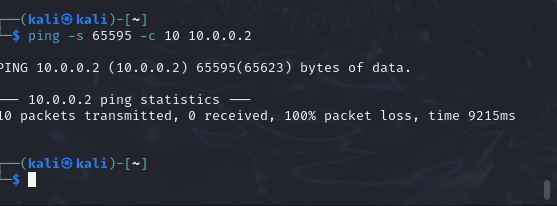 ┌──(kali㉿kali)-[~]
└─$ ping -s 65595 -c 10 10.0.0.2
PING 10.0.0.2 (10.0.0.2) 65595(65623) bytes of data.
--- 10.0.0.2 ping statistics ---
10 packets transmitted, 0 received, 100% packet loss, time 9215ms
┌──(kali㉿kali)-[~]
└─$